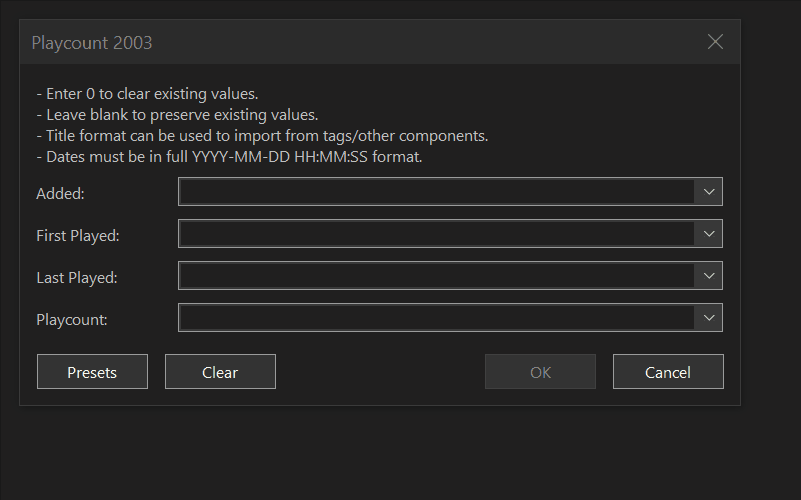 Playcount 2003
- Enter 0 to clear existing values.
- Leave blank to preserve existing values.
- Title format can be used to import from tags/other components.
- Dates must be in full YYYY-MM-DD HH:MM:SS format.
Added:
First Played:
Last Played:
Playcount:
Presets Clear OK Cancel